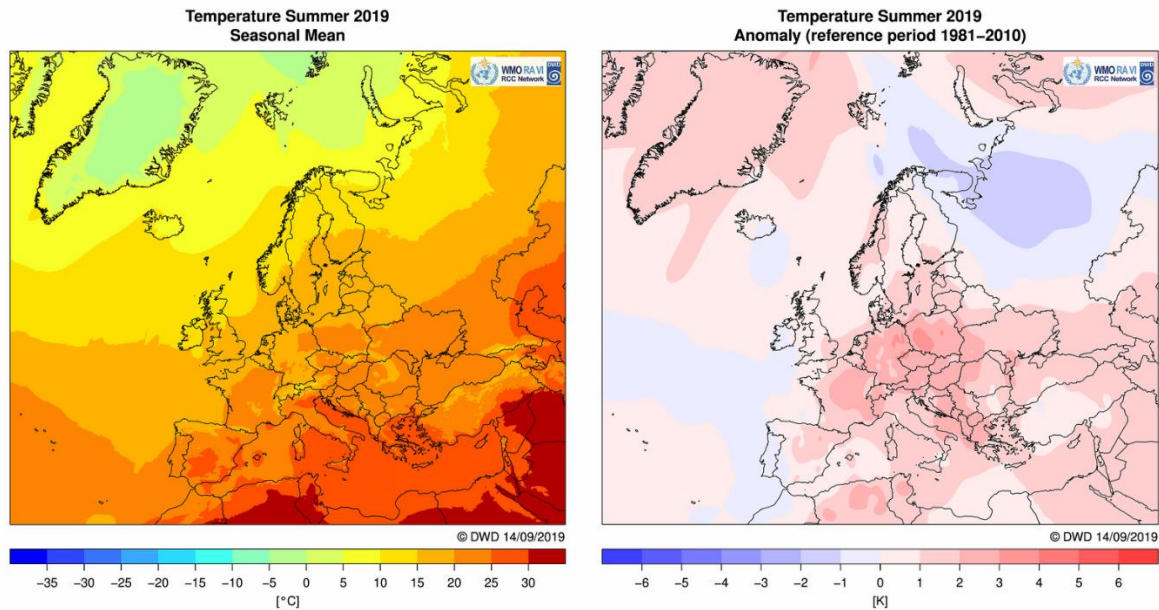 Temperature Summer 2019
Seasonal Mean
WMO RA VI
RCC Network
DWD
© DWD 14/09/2019
−35 −30 −25 −20 −15 −10 −5 0 5 10 15 20 25 30
[°C]
Temperature Summer 2019
Anomaly (reference period 1981−2010)
WMO RA VI
RCC Network
DWD
© DWD 14/09/2019
−6 −5 −4 −3 −2 −1 0 1 2 3 4 5 6
[K]